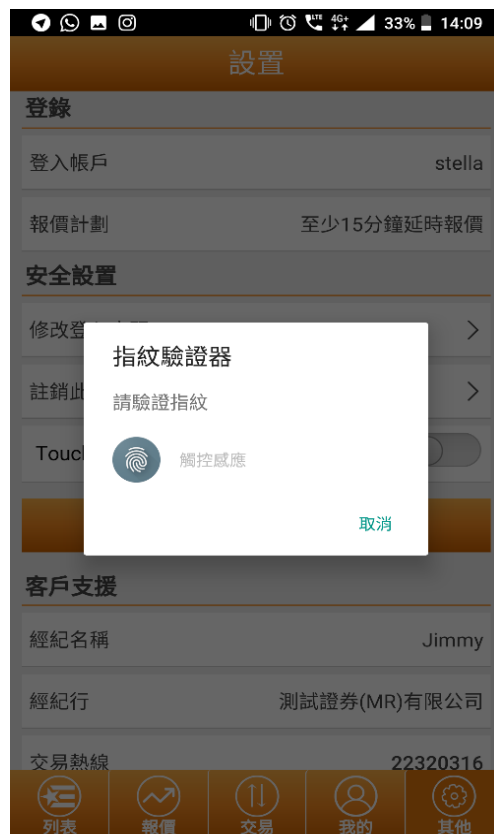 LTE 4G+ 33% 14:09
設置
登錄
登入帳戶 stella
報價計劃 至少15分鐘延時報價
安全設置
修改登
指紋驗證器
註銷此
請驗證指紋
Touc
觸控感應
取消
客戶支援
經紀名稱 Jimmy
經紀行 測試證券(MR)有限公司
交易熱線 22320316
列表 報價 交易 我的 其他